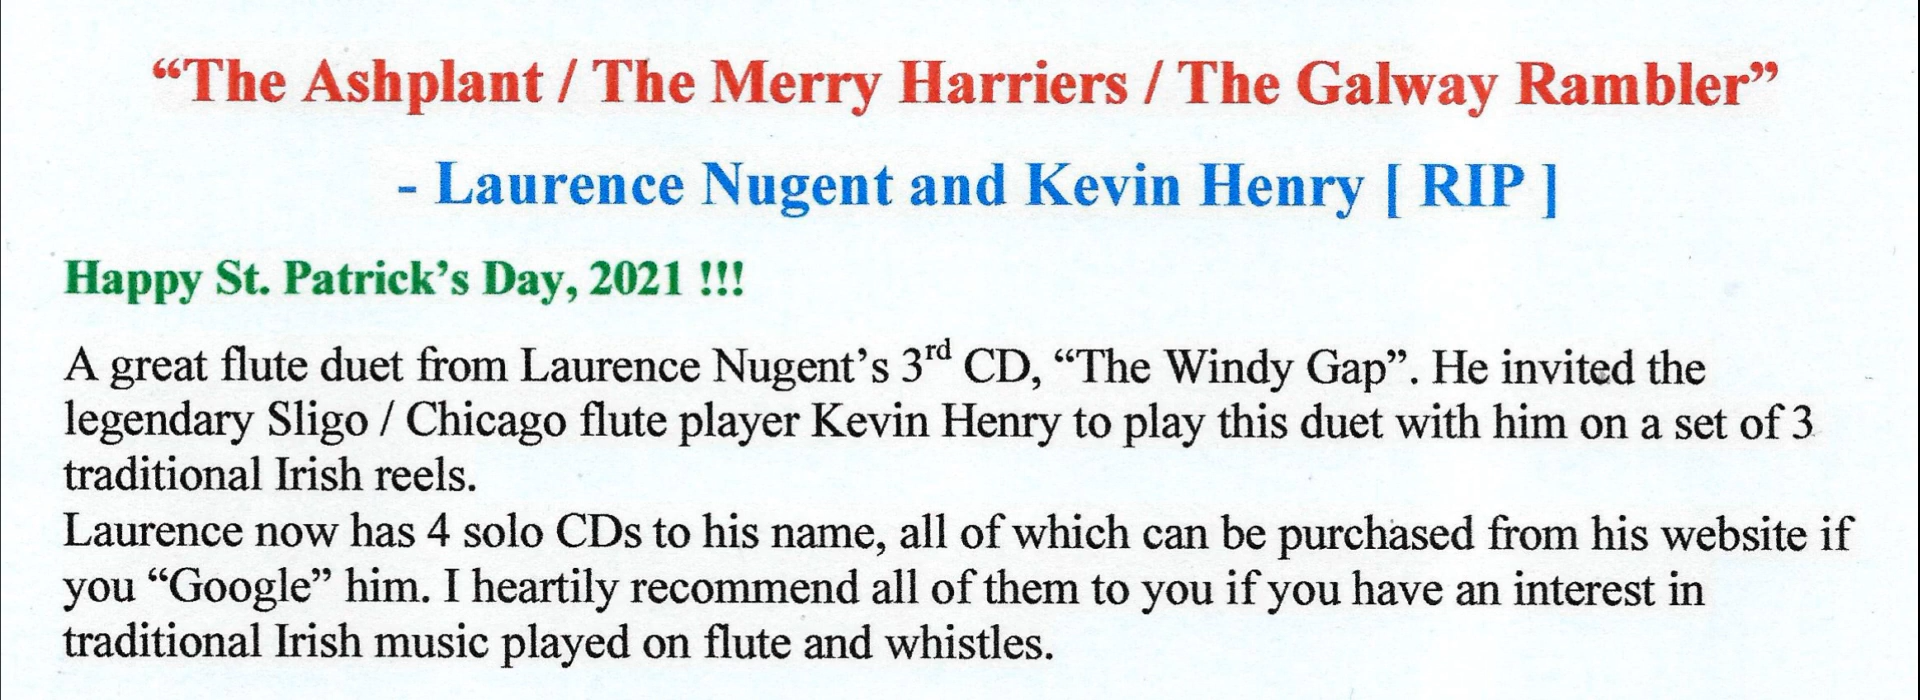 “The Ashplant / The Merry Harriers / The Galway Rambler”
- Laurence Nugent and Kevin Henry [ RIP ]
Happy St. Patrick’s Day, 2021 !!!
A great flute duet from Laurence Nugent’s 3rd CD, “The Windy Gap”. He invited the
legendary Sligo / Chicago flute player Kevin Henry to play this duet with him on a set of 3
traditional Irish reels.
Laurence now has 4 solo CDs to his name, all of which can be purchased from his website if
you “Google” him. I heartily recommend all of them to you if you have an interest in
traditional Irish music played on flute and whistles.